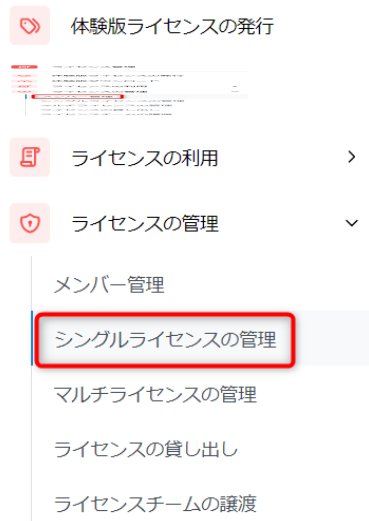 体験版ライセンスの発行
ライセンスの利用
ライセンスの管理
メンバー管理
シングルライセンスの管理
マルチライセンスの管理
ライセンスの貸し出し
ライセンスチームの譲渡